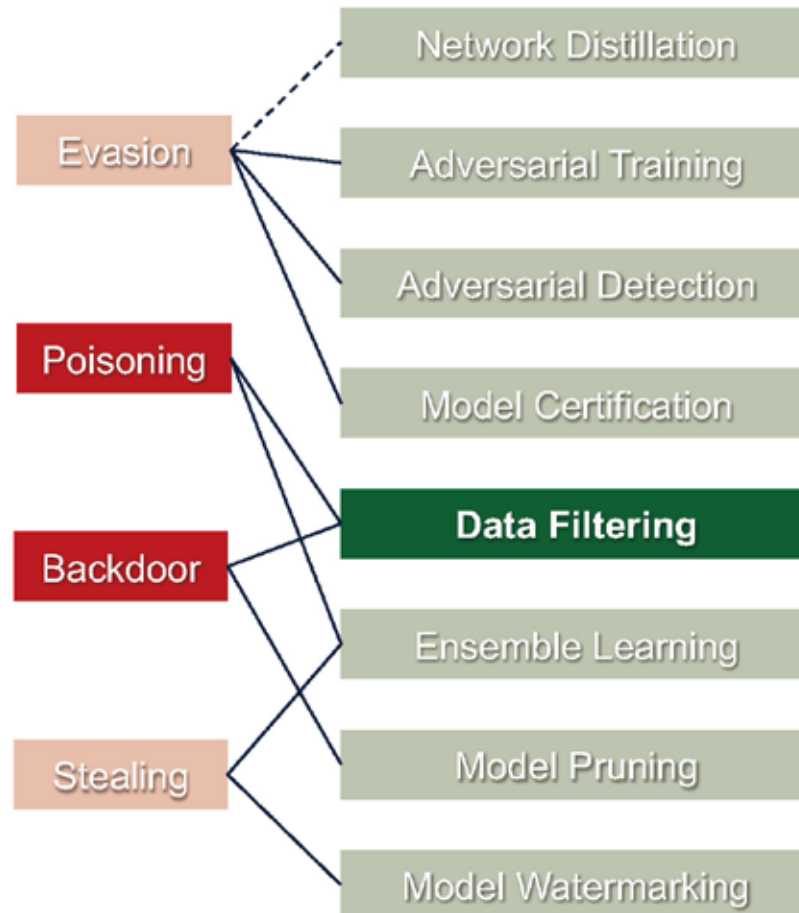 Network Distillation
Evasion
Adversarial Training
Adversarial Detection
Poisoning
Model Certification
Data Filtering
Backdoor
Ensemble Learning
Stealing
Model Pruning
Model Watermarking